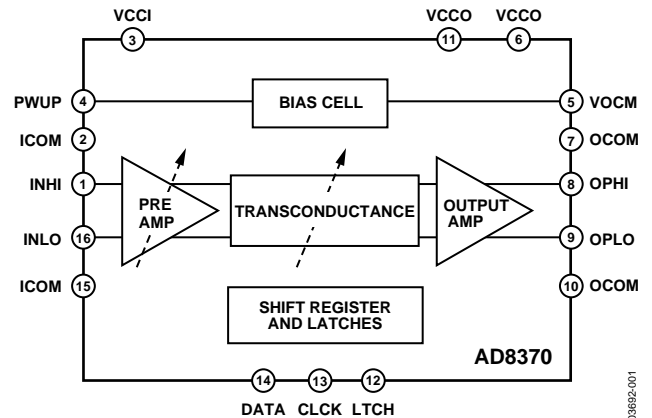 VCCI
VCCO
VCCO
3
11
6
PWUP
4
BIAS CELL
5
VOCM
ICOM
2
7
OCOM
INHI
1
PRE
AMP
TRANSCONDUCTANCE
OUTPUT
AMP
8
OPHI
INLO
16
9
OPLO
ICOM
15
10
OCOM
SHIFT REGISTER
AND LATCHES
AD8370
14
13
12
DATA
CLCK
LTCH
03692-001